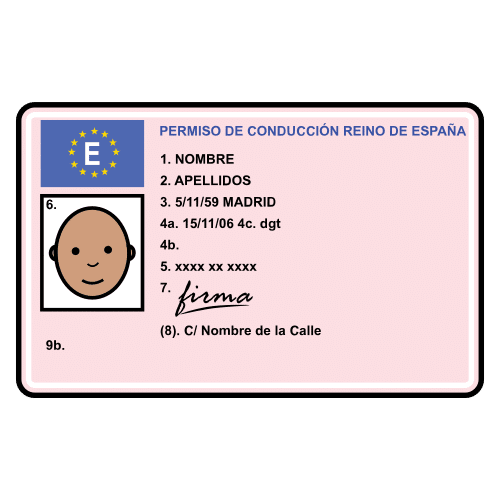 E
PERMISO DE CONDUCCIÓN REINO DE ESPAÑA
1. NOMBRE
2. APELLIDOS
3. 5/11/59 MADRID
4a. 15/11/06 4c. dgt
4b.
5. xxxx xx xxxx
6.
7. firma
(8). C/ Nombre de la Calle
9b.